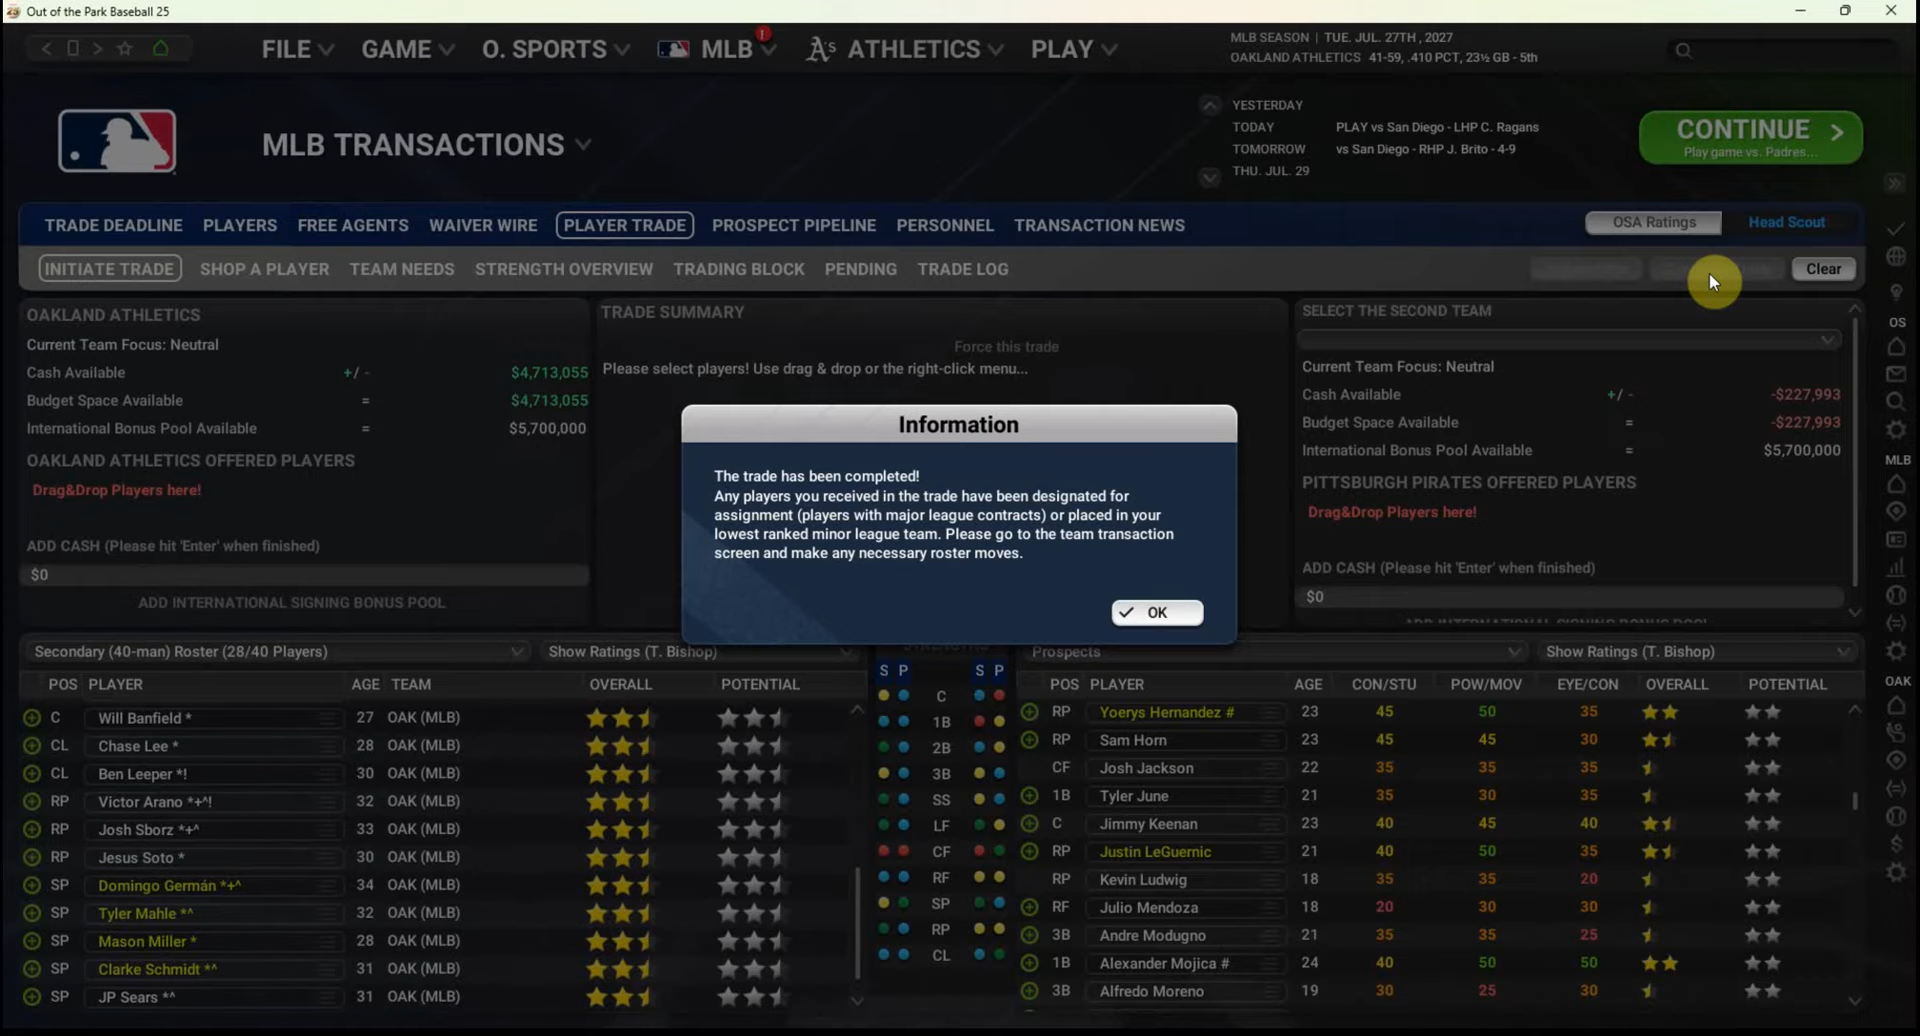 Out of the Park Baseball 25
FILE GAME O. SPORTS MLB ! A's ATHLETICS PLAY
MLB SEASON | TUE. JUL. 27TH , 2027
OAKLAND ATHLETICS 41-59, .410 PCT, 23½ GB - 5th
MLB TRANSACTIONS
YESTERDAY
TODAY PLAY vs San Diego - LHP C. Ragans
TOMORROW vs San Diego - RHP J. Brito - 4-9
THU. JUL. 29
CONTINUE
Play game vs. Padres...
TRADE DEADLINE PLAYERS FREE AGENTS WAIVER WIRE PLAYER TRADE PROSPECT PIPELINE PERSONNEL TRANSACTION NEWS
OSA Ratings Head Scout
INITIATE TRADE SHOP A PLAYER TEAM NEEDS STRENGTH OVERVIEW TRADING BLOCK PENDING TRADE LOG
Clear
OAKLAND ATHLETICS
Current Team Focus: Neutral
Cash Available +/ - $4,713,055
Budget Space Available = $4,713,055
International Bonus Pool Available = $5,700,000
OAKLAND ATHLETICS OFFERED PLAYERS
Drag&Drop Players here!
ADD CASH (Please hit 'Enter' when finished)
$0
ADD INTERNATIONAL SIGNING BONUS POOL
TRADE SUMMARY
Force this trade
Please select players! Use drag & drop or the right-click menu...
SELECT THE SECOND TEAM
Current Team Focus: Neutral
Cash Available +/ - -$227,993
Budget Space Available = -$227,993
International Bonus Pool Available = $5,700,000
PITTSBURGH PIRATES OFFERED PLAYERS
Drag&Drop Players here!
ADD CASH (Please hit 'Enter' when finished)
$0
Information
The trade has been completed!
Any players you received in the trade have been designated for
assignment (players with major league contracts) or placed in your
lowest ranked minor league team. Please go to the team transaction
screen and make any necessary roster moves.
OK
Secondary (40-man) Roster (28/40 Players) Show Ratings (T. Bishop)
POS PLAYER AGE TEAM OVERALL POTENTIAL
C Will Banfield * 27 OAK (MLB)
CL Chase Lee * 28 OAK (MLB)
CL Ben Leeper *! 30 OAK (MLB)
RP Victor Arano *+^! 32 OAK (MLB)
RP Josh Sborz *+^ 33 OAK (MLB)
RP Jesus Soto * 30 OAK (MLB)
SP Domingo Germán *+^ 34 OAK (MLB)
SP Tyler Mahle *^ 32 OAK (MLB)
SP Mason Miller * 28 OAK (MLB)
SP Clarke Schmidt *^ 31 OAK (MLB)
SP JP Sears *^ 31 OAK (MLB)
S P S P
C
1B
2B
3B
SS
LF
CF
RF
SP
RP
CL
Prospects Show Ratings (T. Bishop)
POS PLAYER AGE CON/STU POW/MOV EYE/CON OVERALL POTENTIAL
RP Yoerys Hernandez # 23 45 50 35
RP Sam Horn 23 45 45 30
CF Josh Jackson 22 35 35 35
1B Tyler June 21 35 30 35
C Jimmy Keenan 23 40 45 40
RP Justin LeGuernic 21 40 50 35
RP Kevin Ludwig 18 35 35 20
RF Julio Mendoza 18 20 30 30
3B Andre Modugno 21 35 35 25
1B Alexander Mojica # 24 40 50 50
3B Alfredo Moreno 19 30 25 30
OS
MLB
OAK